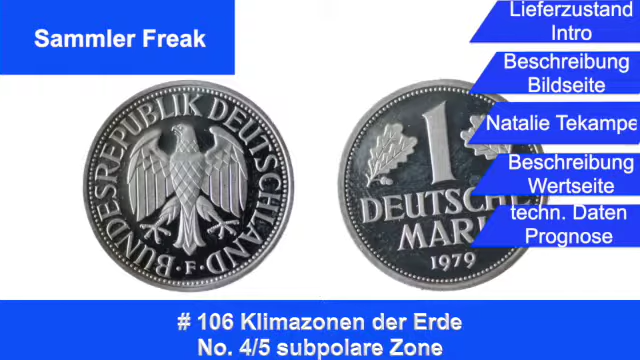 Sammler Freak
Lieferzustand
Intro
Beschreibung
Bildseite
Natalie Tekampe
Beschreibung
Wertseite
techn. Daten
Prognose
BUNDESREPUBLIK DEUTSCHLAND
· F ·
1
DEUTSCHE
MARK
1979
# 106 Klimazonen der Erde
No. 4/5 subpolare Zone